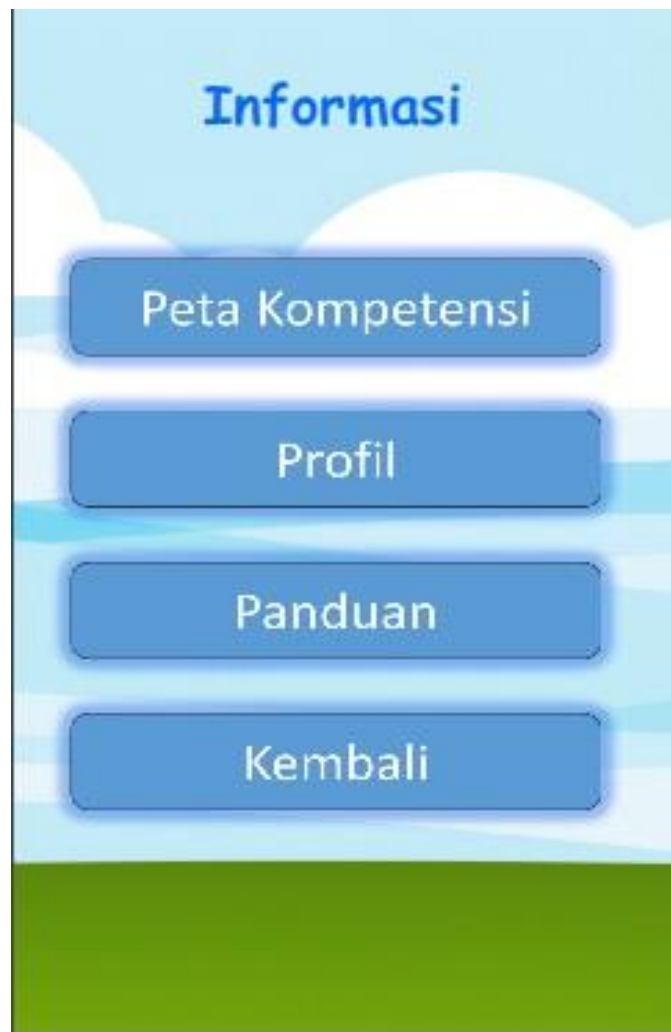 Informasi
Peta Kompetensi
Profil
Panduan
Kembali